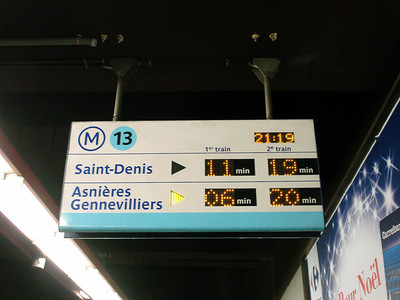 M 13 21:19
1er train 2e train
Saint-Denis 11 min 19 min
Asnières
Gennevilliers 06 min 20 min
Carrefour
Noël